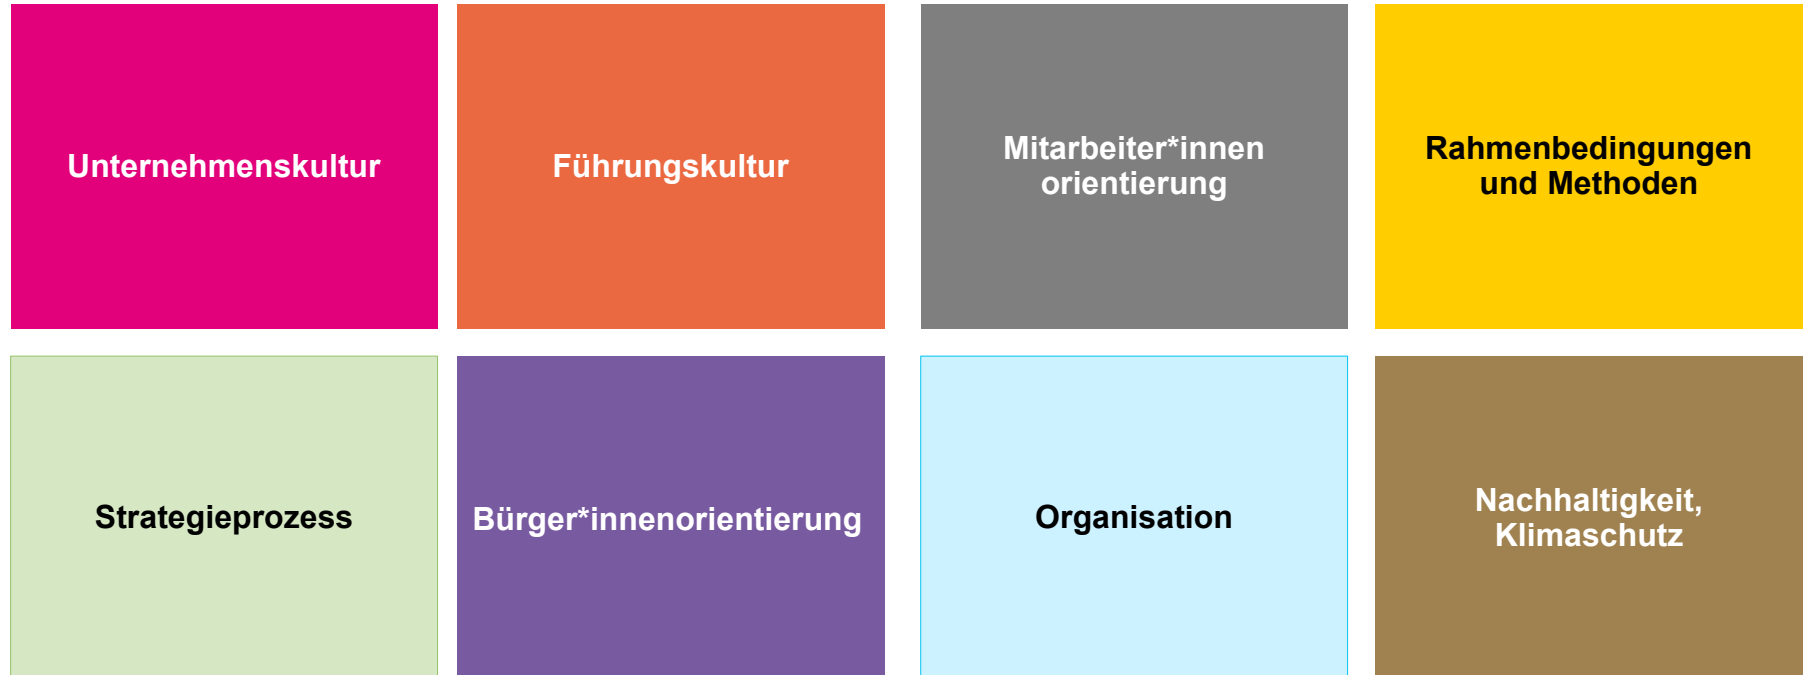 Unternehmenskultur
Führungskultur
Mitarbeiter*innen
orientierung
Rahmenbedingungen
und Methoden
Strategieprozess
Bürger*innenorientierung
Organisation
Nachhaltigkeit,
Klimaschutz